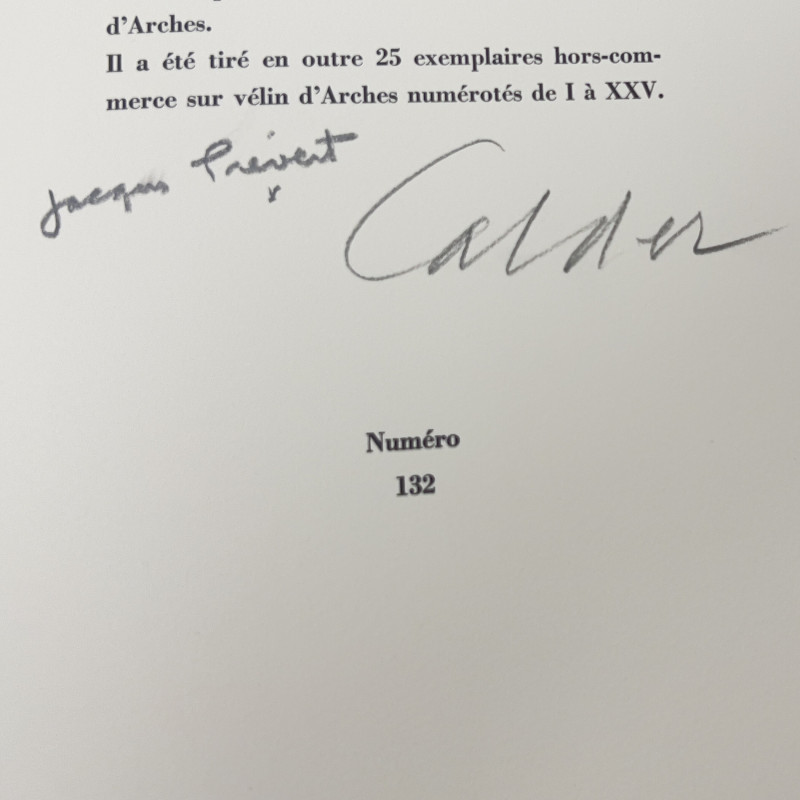 d’Arches.
Il a été tiré en outre 25 exemplaires hors-com-
merce sur vélin d’Arches numérotés de I à XXV.
Jacques Prévert
Calder
Numéro
132